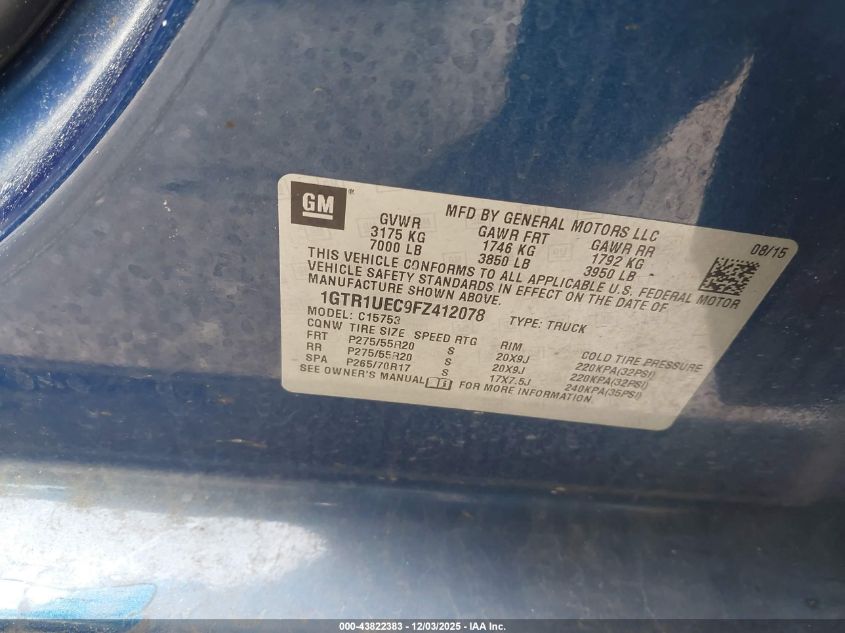 GM
MFD BY GENERAL MOTORS LLC
08/15
GVWR GAWR FRT GAWR RR
3175 KG 1746 KG 1792 KG
7000 LB 3850 LB 3950 LB
THIS VEHICLE CONFORMS TO ALL APPLICABLE U.S. FEDERAL MOTOR
VEHICLE SAFETY STANDARDS IN EFFECT ON THE DATE OF
MANUFACTURE SHOWN ABOVE.
1GTR1UEC9FZ412078 TYPE: TRUCK
MODEL: C15753
CQNW TIRE SIZE SPEED RTG RIM COLD TIRE PRESSURE
FRT P275/55R20 S 20X9J 220KPA(32PSI)
RR P275/55R20 S 20X9J 220KPA(32PSI)
SPA P265/70R17 S 17X7.5J 240KPA(35PSI)
SEE OWNER'S MANUAL FOR MORE INFORMATION
000-43822383 - 12/03/2025 - IAA Inc.